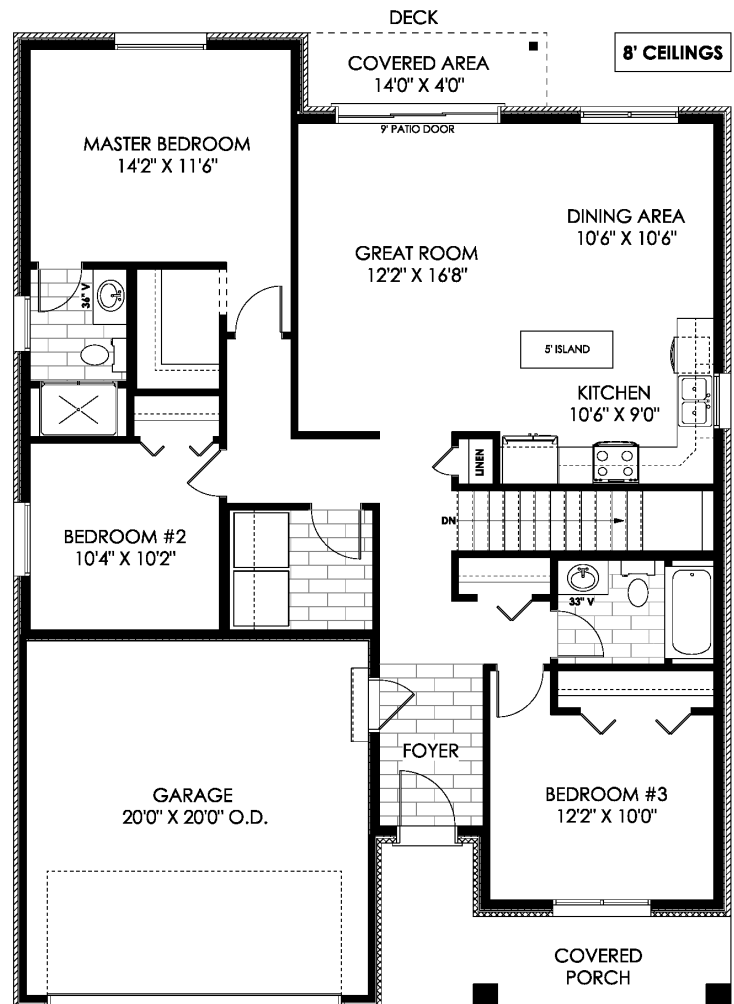 DECK
8' CEILINGS
COVERED AREA
14'0" X 4'0"
9' PATIO DOOR
MASTER BEDROOM
14'2" X 11'6"
DINING AREA
10'6" X 10'6"
GREAT ROOM
12'2" X 16'8"
36" V
5' ISLAND
KITCHEN
10'6" X 9'0"
LINEN
DN
BEDROOM #2
10'4" X 10'2"
33" V
FOYER
GARAGE
20'0" X 20'0" O.D.
BEDROOM #3
12'2" X 10'0"
COVERED
PORCH